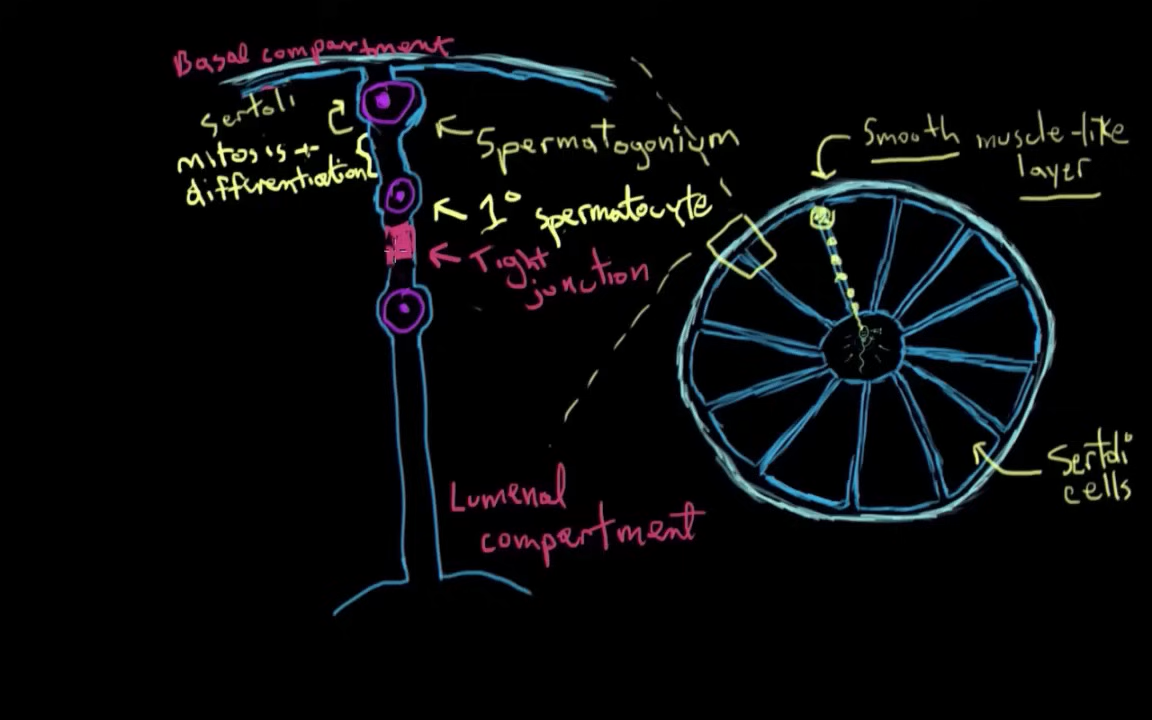 Basal compartment
Sertoli
mitosis +
differentiation
Spermatogonium
1° spermatocyte
Tight
junction
Lumenal
compartment
Smooth muscle-like
layer
Sertoli
cells